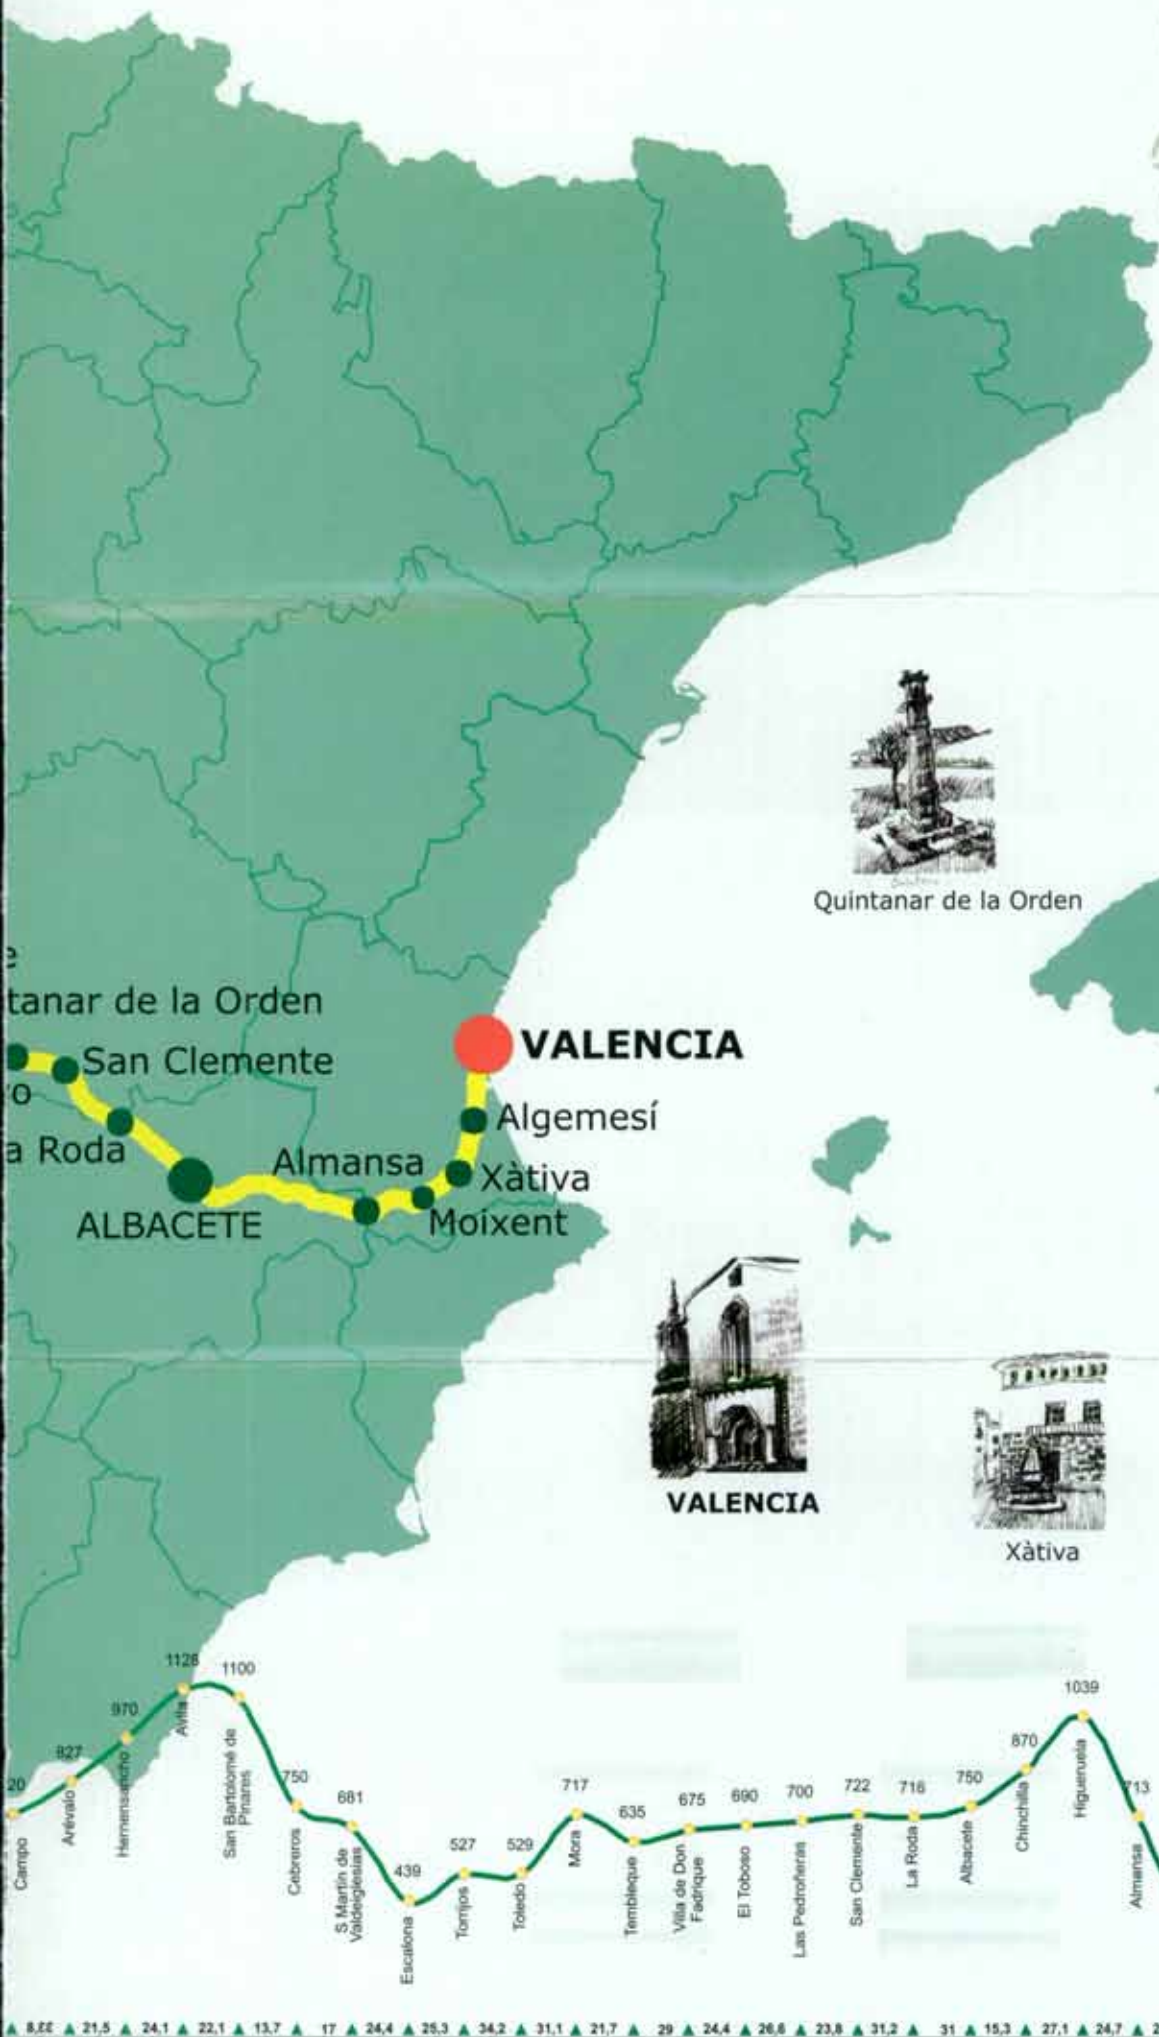 Quintanar de la Orden
tanar de la Orden
VALENCIA
San Clemente
o
Algemesí
a Roda
Almansa
Xàtiva
ALBACETE
Moixent
VALENCIA
Xàtiva
20
827
970
1128
1100
750
681
439
527
529
717
635
675
690
700
722
716
750
870
1039
713
Campo
Arévalo
Hernensancho
Avila
San Bartolomé de
Pinares
Cebreros
S Martín de
Valdeiglesias
Escalona
Torrijos
Toledo
Mora
Tembleque
Villa de Don
Fadrique
El Toboso
Las Pedroñeras
San Clemente
La Roda
Albacete
Chinchilla
Higueruela
Almansa
21,5 24,1 22,1 13,7 17 24,4 25,3 34,2 31,1 21,7 29 24,4 26,6 23,8 31,2 31 15,3 27,1 24,7 2